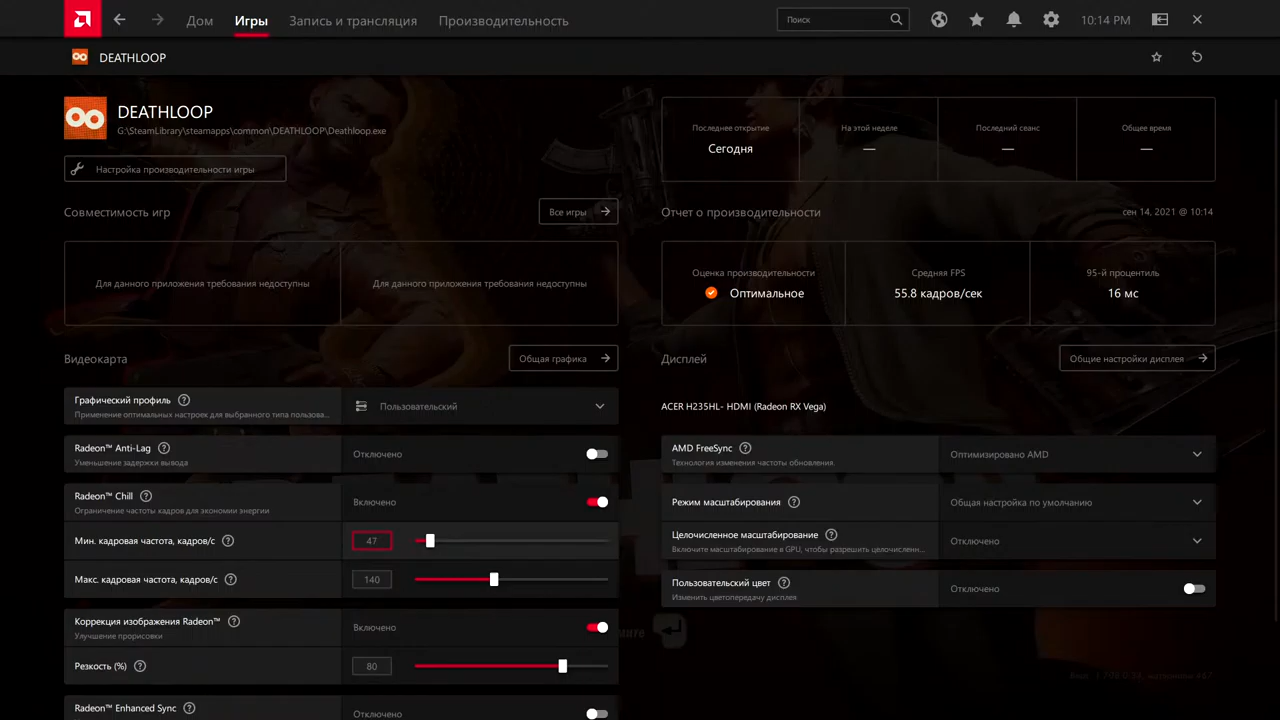 Дом
Игры
Запись и трансляция
Производительность
Поиск
10:14 PM
DEATHLOOP
DEATHLOOP
G:\SteamLibrary\steamapps\common\DEATHLOOP\Deathloop.exe
Настройка производительности игры
Последнее открытие
Сегодня
На этой неделе
—
Последний сеанс
—
Общее время
—
Совместимость игр
Все игры
Для данного приложения требования недоступны
Для данного приложения требования недоступны
Отчет о производительности
сен 14, 2021 @ 10:14
Оценка производительности
Оптимальное
Средняя FPS
55.8 кадров/сек
95-й процентиль
16 мс
Видеокарта
Общая графика
Графический профиль
Применение оптимальных настроек для выбранного типа пользова...
Пользовательский
Radeon™ Anti-Lag
Уменьшение задержки вывода
Отключено
Radeon™ Chill
Ограничение частоты кадров для экономии энергии
Включено
Мин. кадровая частота, кадров/с
47
Макс. кадровая частота, кадров/с
140
Коррекция изображения Radeon™
Улучшение прорисовки
Включено
Резкость (%)
80
Radeon™ Enhanced Sync
Отключено
Дисплей
Общие настройки дисплея
ACER H235HL- HDMI (Radeon RX Vega)
AMD FreeSync
Технология изменения частоты обновления.
Оптимизировано AMD
Режим масштабирования
Общая настройка по умолчанию
Целочисленное масштабирование
Включите масштабирование в GPU, чтобы разрешить целочисленн...
Отключено
Пользовательский цвет
Изменить цветопередачу дисплея
Отключено